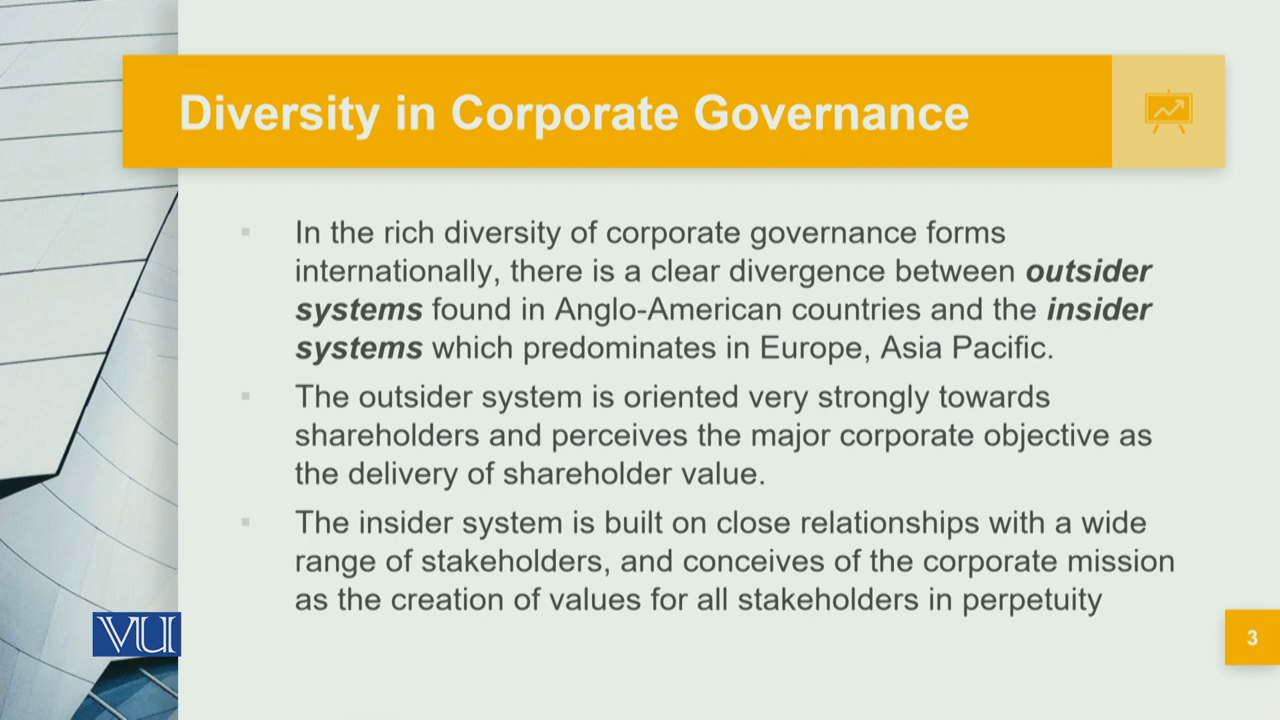 Diversity in Corporate Governance
In the rich diversity of corporate governance forms
internationally, there is a clear divergence between outsider
systems found in Anglo-American countries and the insider
systems which predominates in Europe, Asia Pacific.
The outsider system is oriented very strongly towards
shareholders and perceives the major corporate objective as
the delivery of shareholder value.
The insider system is built on close relationships with a wide
range of stakeholders, and conceives of the corporate mission
as the creation of values for all stakeholders in perpetuity
VU
3